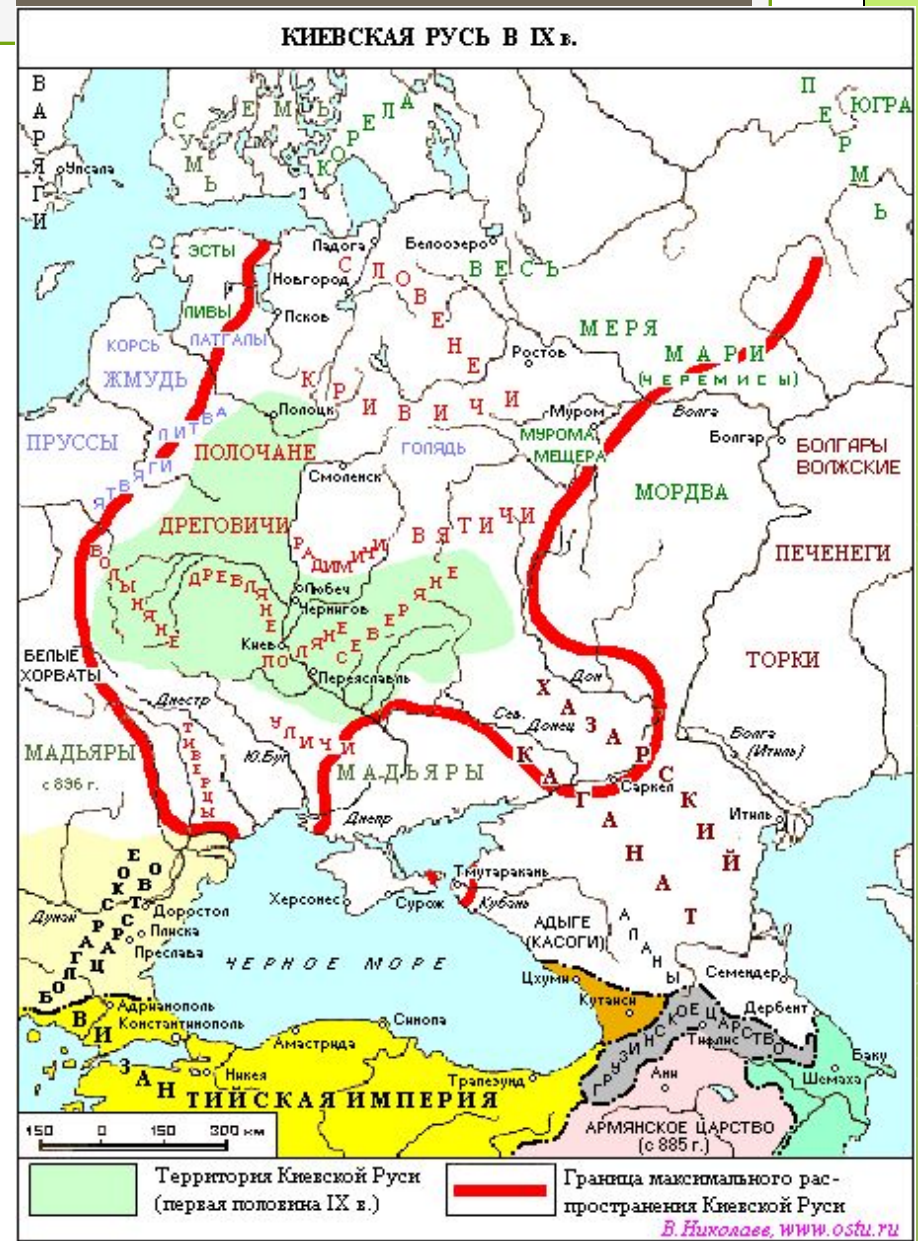 КИЕВСКАЯ РУСЬ В IX в.
ВАРЯГИ
Упсала
СУМЬ
ЕМЬ
КОРЕЛА
ПЕРМЬ
ЮГРА
ЭСТЫ
Ладога
Белоозеро
ВЕСЬ
Новгород
СЛОВЕНЕ
ЛИВЫ
Псков
КОРСЬ
ЛАТГАЛЫ
МЕРЯ
Ростов
МАРИ
(ЧЕРЕМИСЫ)
ЖМУДЬ
КРИВИЧИ
Полоцк
Муром
Волга
ЛИТВА
ПРУССЫ
ПОЛОЧАНЕ
ГОЛЯДЬ
МУРОМА
МЕЩЕРА
Болгар
БОЛГАРЫ
ВОЛЖСКИЕ
ЯТВЯГИ
Смоленск
МОРДВА
ДРЕГОВИЧИ
РАДИМИЧИ
ВЯТИЧИ
ПЕЧЕНЕГИ
ВОЛЫНЯНЕ
ДРЕВЛЯНЕ
Любеч
Чернигов
СЕВЕРЯНЕ
Киев
ПОЛЯНЕ
БЕЛЫЕ
ХОРВАТЫ
Переяславль
ТОРКИ
Дон
Днестр
Сев.
Донец
ХАЗАРСКИЙ
КАГАНАТ
УЛИЧИ
ТИВЕРЦЫ
Ю.Буг
Волга
(Итиль)
МАДЬЯРЫ
с 896 г.
МАДЬЯРЫ
Саркел
Днепр
Итиль
БОЛГАРСКОЕ
ЦАРСТВО
Тмутаракань
Херсонес
Сурож
Кубань
Дунай
Доростол
Плиска
Преслава
АДЫГЕ
(КАСОГИ)
АЛАНЫ
ЧЕРНОЕ МОРЕ
Семендер
Цхуми
Кутаиси
Дербент
Адрианополь
Константинополь
Синопа
ГРУЗИНСКОЕ ЦАРСТВО
Тифлис
Амастрида
Баку
Никея
Трапезунд
Ани
Шемаха
ВИЗАНТИЙСКАЯ ИМПЕРИЯ
АРМЯНСКОЕ ЦАРСТВО
(с 885 г.)
150 0 150 300 км
Территория Киевской Руси
(первая половина IX в.)
Граница максимального рас-
пространения Киевской Руси
В.Николаев, www.ostu.ru